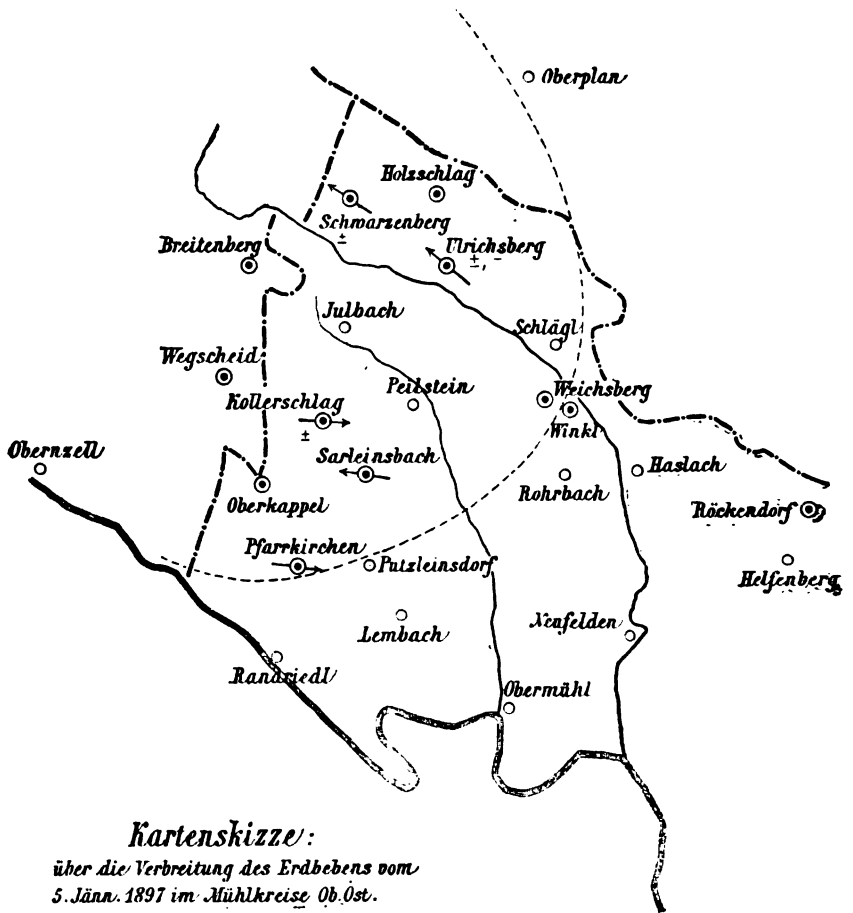 Oberplan
Holzschlag
Schwarzenberg
±
Ulrichsberg
±, -
Breitenberg
Julbach
Schlägl
Wegscheid
Peilstein
Weichsberg
Kollerschlag
±
Winkl
Obernzell
Sarleinsbach
Haslach
Rohrbach
Oberkappel
Röckendorf
Pfarrkirchen
Putzleinsdorf
Helfenberg
Lembach
Neufelden
Randriedl
Obermühl
Kartenskizze:
über die Verbreitung des Erdbebens vom
5. Jänn. 1897 im Mühlkreise Ob. Öst.